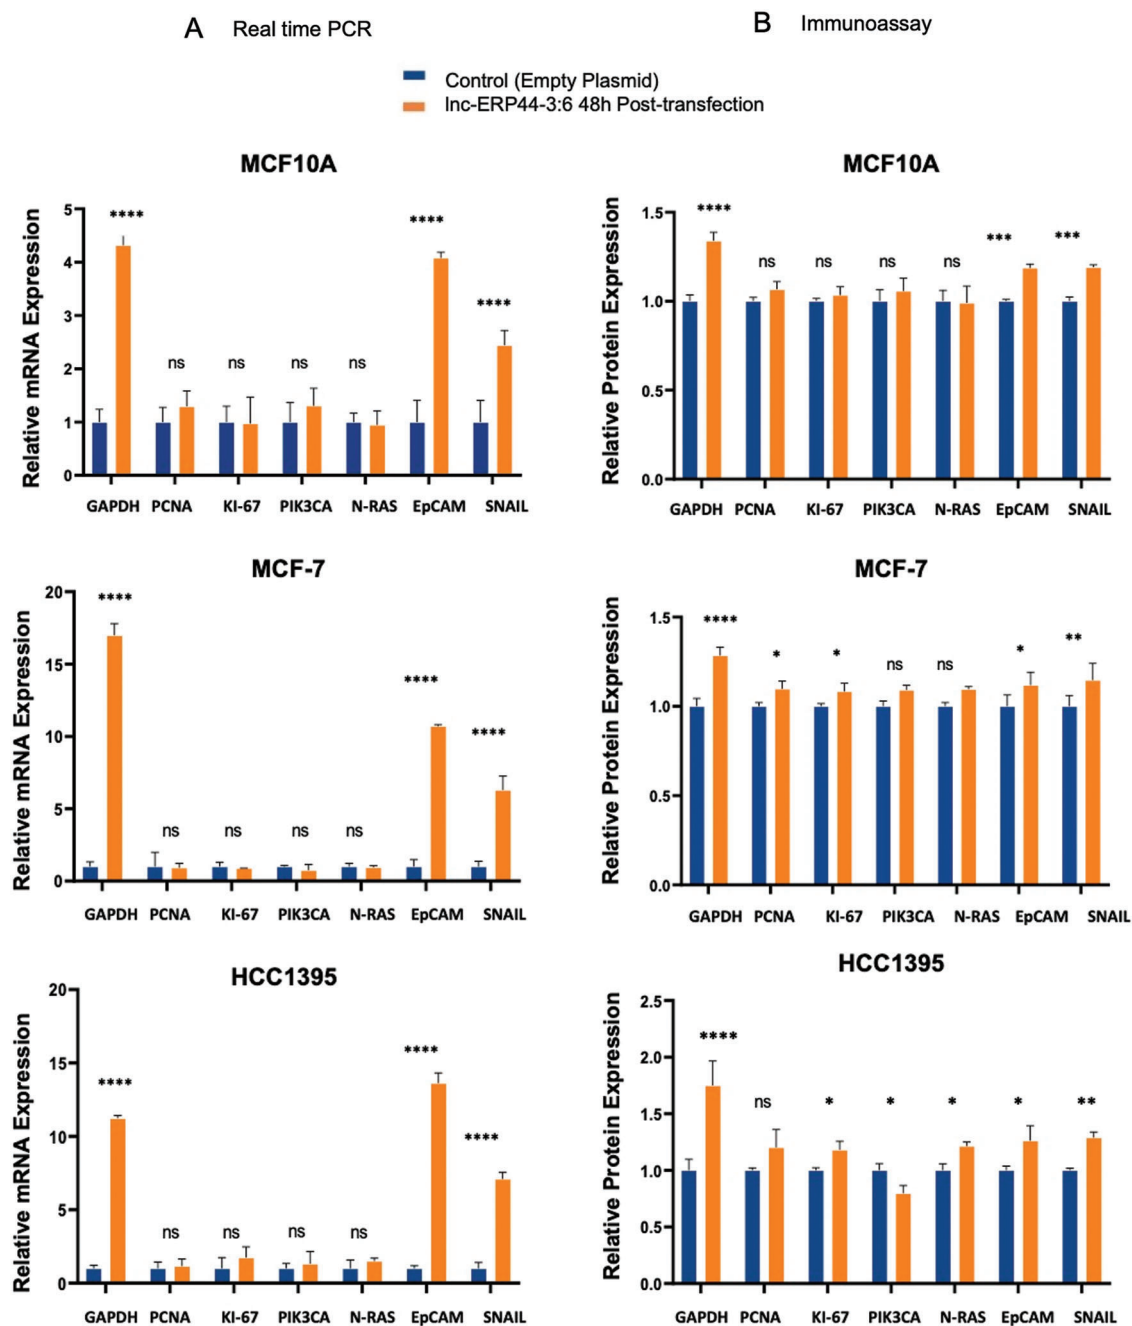 A Real time PCR
B Immunoassay
Control (Empty Plasmid)
lnc-ERP44-3:6 48h Post-transfection
MCF10A
Relative mRNA Expression
5
4
3
2
1
0
****
ns
ns
ns
ns
****
****
GAPDH PCNA KI-67 PIK3CA N-RAS EpCAM SNAIL
MCF10A
Relative Protein Expression
1.5
1.0
0.5
0.0
****
ns
ns
ns
ns
***
***
GAPDH PCNA KI-67 PIK3CA N-RAS EpCAM SNAIL
MCF-7
Relative mRNA Expression
20
15
10
5
0
****
ns
ns
ns
ns
****
****
GAPDH PCNA KI-67 PIK3CA N-RAS EpCAM SNAIL
MCF-7
Relative Protein Expression
1.5
1.0
0.5
0.0
****
*
*
ns
ns
*
**
GAPDH PCNA KI-67 PIK3CA N-RAS EpCAM SNAIL
HCC1395
Relative mRNA Expression
20
15
10
5
0
****
ns
ns
ns
ns
****
****
GAPDH PCNA KI-67 PIK3CA N-RAS EpCAM SNAIL
HCC1395
Relative Protein Expression
2.5
2.0
1.5
1.0
0.5
0.0
****
ns
*
*
*
*
**
GAPDH PCNA KI-67 PIK3CA N-RAS EpCAM SNAIL